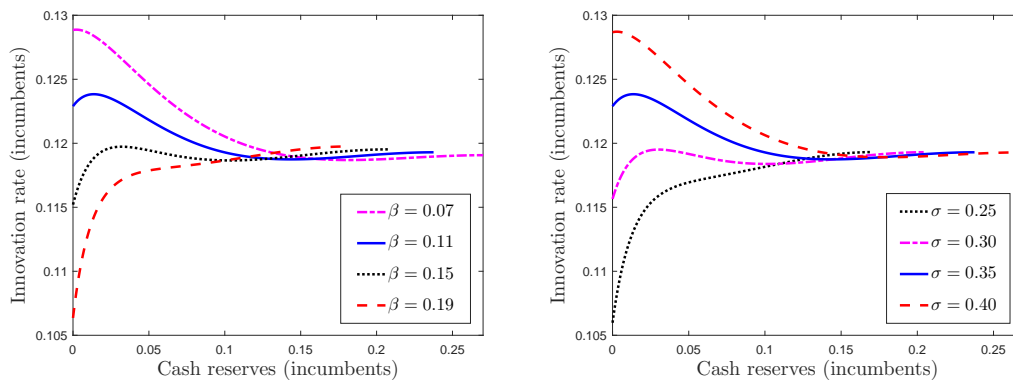 0.13
0.125
0.12
0.115
0.11
0.105
Innovation rate (incumbents)
0 0.05 0.1 0.15 0.2 0.25
Cash reserves (incumbents)
β = 0.07
β = 0.11
β = 0.15
β = 0.19
0.13
0.125
0.12
0.115
0.11
0.105
Innovation rate (incumbents)
0 0.05 0.1 0.15 0.2 0.25
Cash reserves (incumbents)
σ = 0.25
σ = 0.30
σ = 0.35
σ = 0.40